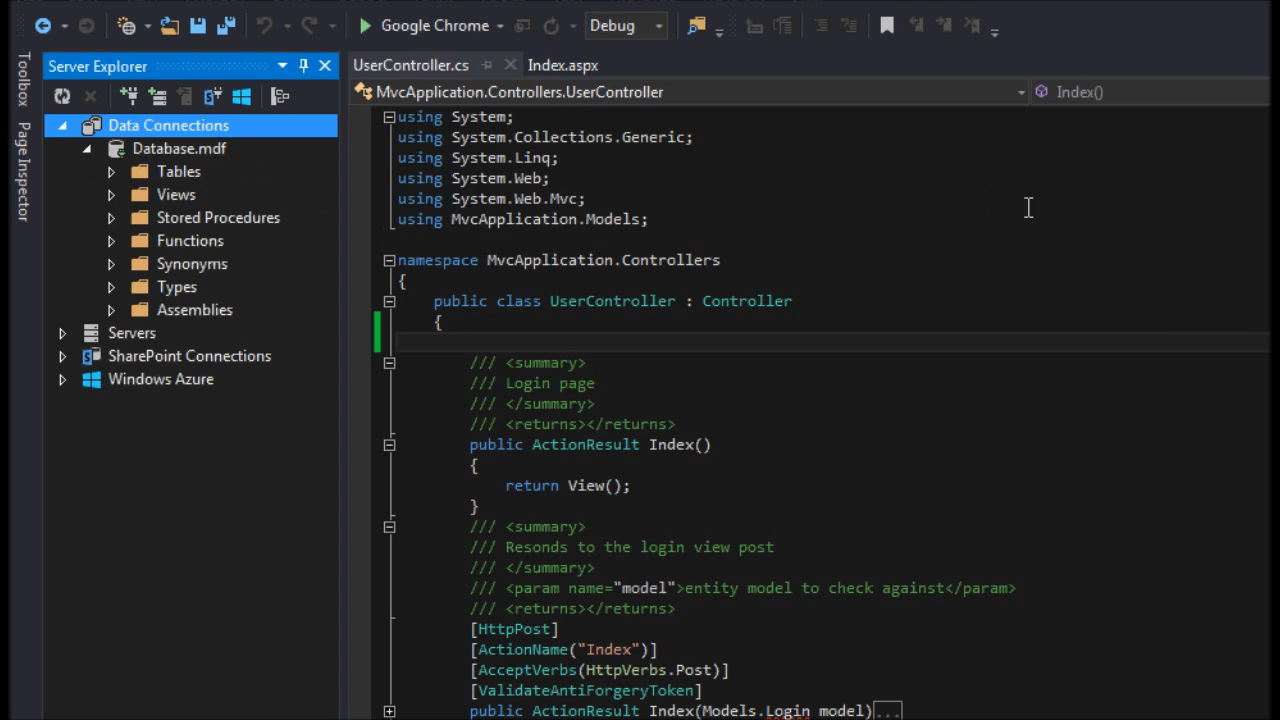 Google Chrome
Debug
Toolbox
Page Inspector
Server Explorer
Data Connections
Database.mdf
Tables
Views
Stored Procedures
Functions
Synonyms
Types
Assemblies
Servers
SharePoint Connections
Windows Azure
UserController.cs
Index.aspx
MvcApplication.Controllers.UserController
Index()
using System;
using System.Collections.Generic;
using System.Linq;
using System.Web;
using System.Web.Mvc;
using MvcApplication.Models;
namespace MvcApplication.Controllers
{
public class UserController : Controller
{
/// <summary>
/// Login page
/// </summary>
/// <returns></returns>
public ActionResult Index()
{
return View();
}
/// <summary>
/// Resonds to the login view post
/// </summary>
/// <param name="model">entity model to check against</param>
/// <returns></returns>
[HttpPost]
[ActionName("Index")]
[AcceptVerbs(HttpVerbs.Post)]
[ValidateAntiForgeryToken]
public ActionResult Index(Models.Login model)...